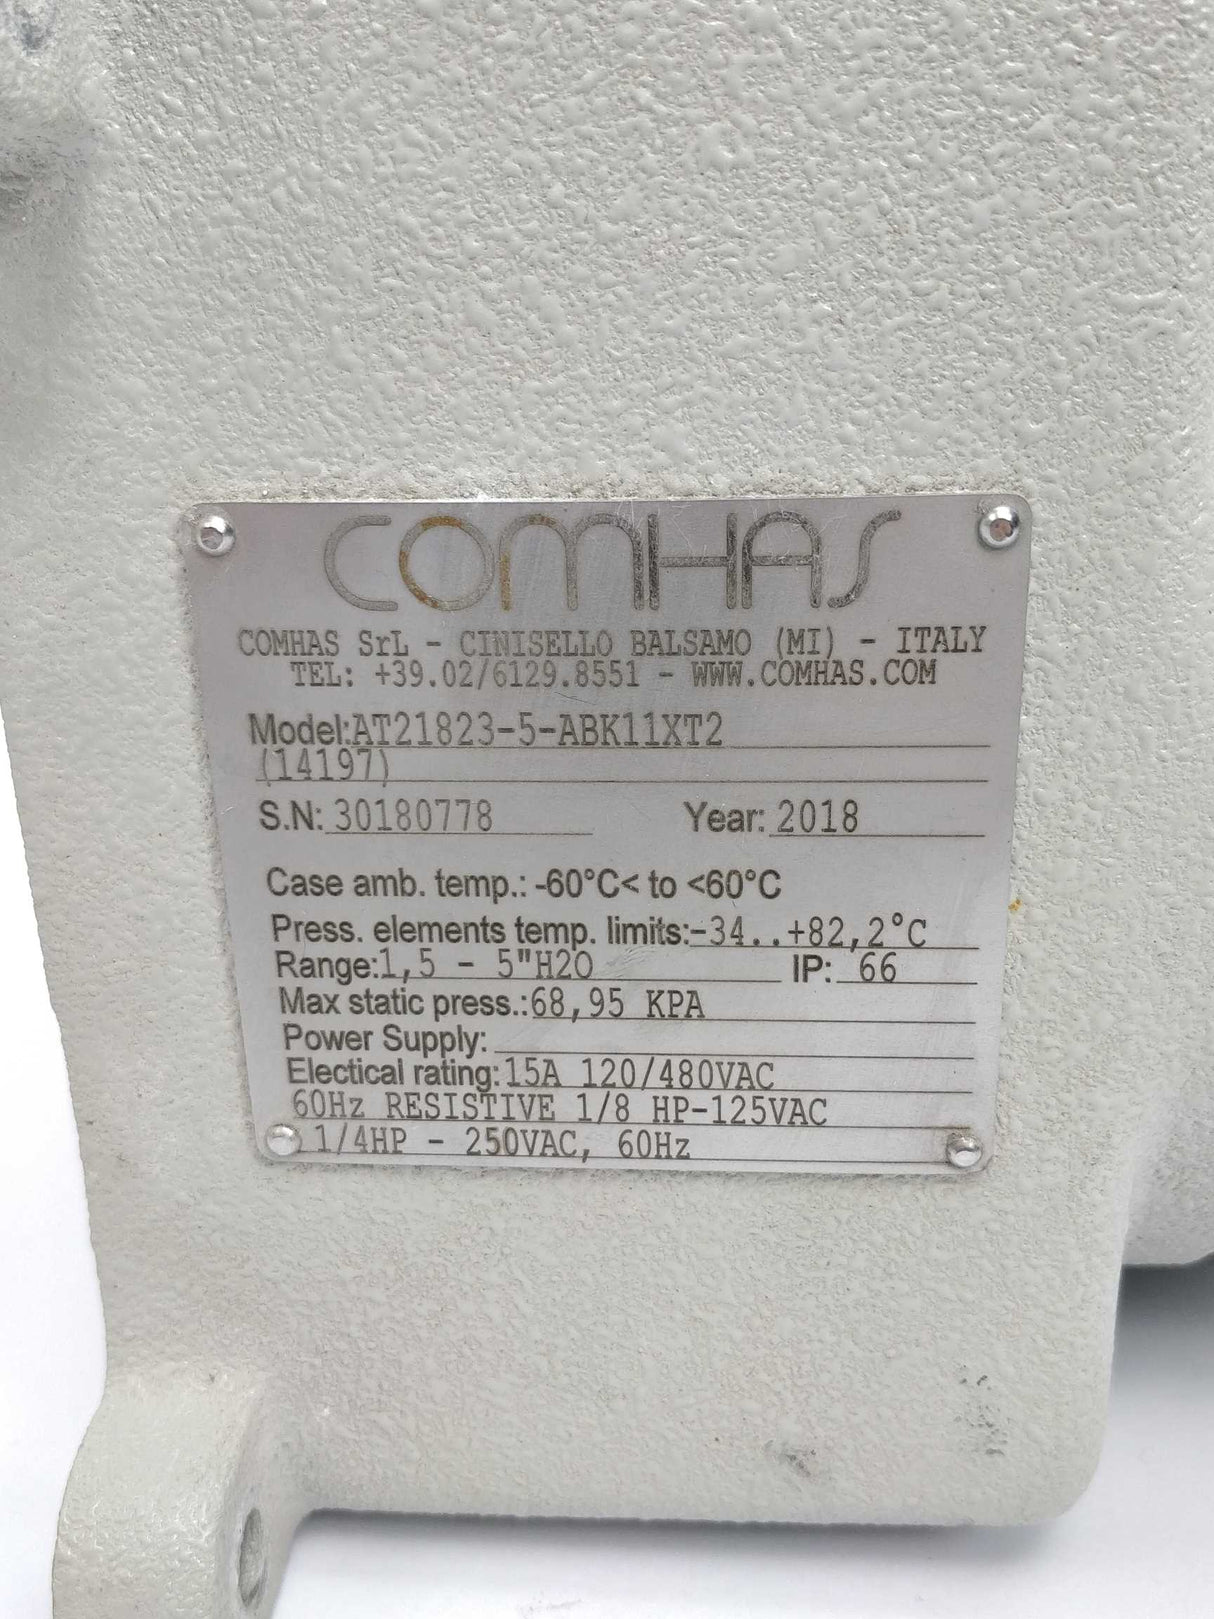 COMHAS
COMHAS SrL - CINISELLO BALSAMO (MI) - ITALY
TEL: +39.02/6129.8551 - WWW.COMHAS.COM
Model:AT21823-5-ABK11XT2
(14197)
S.N: 30180778 Year: 2018
Case amb. temp.: -60°C< to <60°C
Press. elements temp. limits:-34..+82,2°C
Range:1,5 - 5"H2O IP: 66
Max static press.:68,95 KPA
Power Supply:
Electical rating:15A 120/480VAC
60Hz RESISTIVE 1/8 HP-125VAC
1/4HP - 250VAC, 60Hz